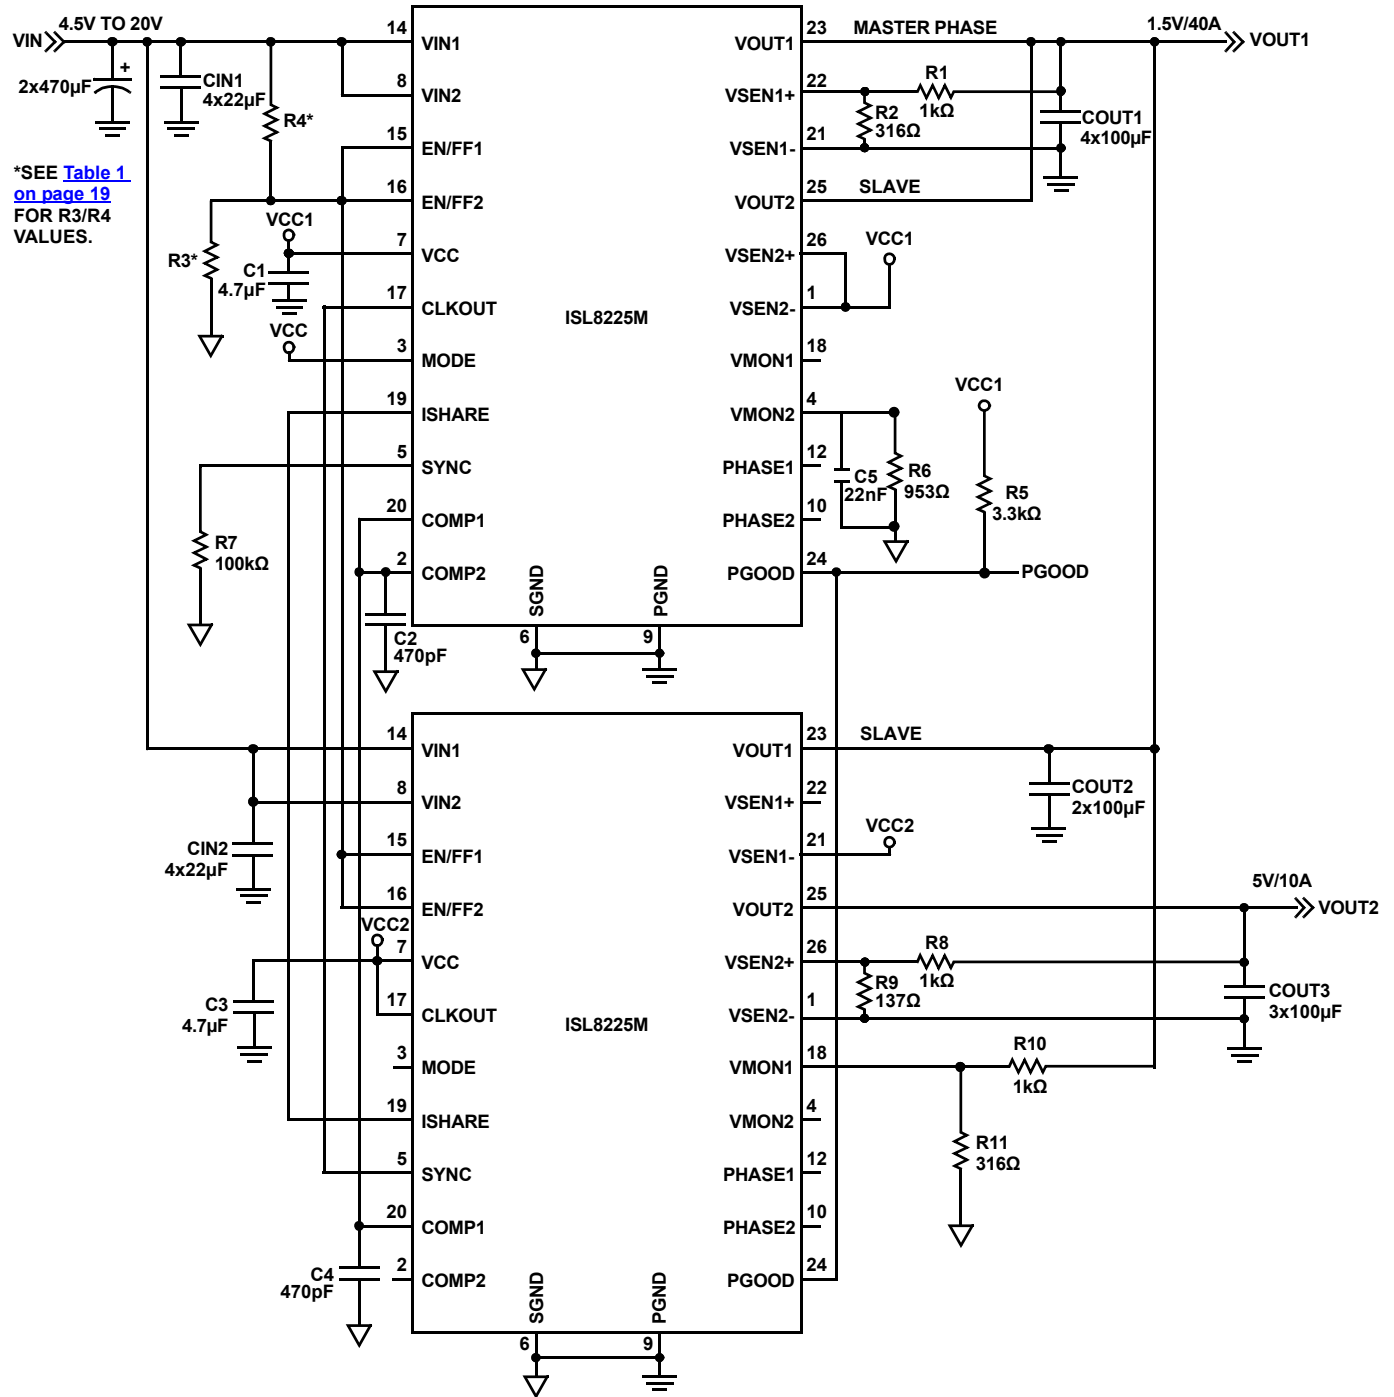 4.5V TO 20V
VIN
2x470µF
+
CIN1
4x22µF
R4*
*SEE Table 1
on page 19
FOR R3/R4
VALUES.
R3*
VCC1
C1
4.7µF
VCC
R7
100kΩ
C2
470pF
14
VIN1
8
VIN2
15
EN/FF1
16
EN/FF2
7
VCC
17
CLKOUT
3
MODE
19
ISHARE
5
SYNC
20
COMP1
2
COMP2
ISL8225M
SGND
6
PGND
9
23
VOUT1
MASTER PHASE
1.5V/40A
VOUT1
22
VSEN1+
R1
1kΩ
R2
316Ω
COUT1
4x100µF
21
VSEN1-
25
VOUT2
SLAVE
26
VSEN2+
VCC1
1
VSEN2-
18
VMON1
4
VMON2
C5
22nF
R6
953Ω
VCC1
R5
3.3kΩ
12
PHASE1
10
PHASE2
24
PGOOD
PGOOD
14
VIN1
8
VIN2
CIN2
4x22µF
15
EN/FF1
16
EN/FF2
VCC2
7
VCC
C3
4.7µF
17
CLKOUT
3
MODE
19
ISHARE
5
SYNC
20
COMP1
C4
470pF
2
COMP2
ISL8225M
SGND
6
PGND
9
23
VOUT1
SLAVE
COUT2
2x100µF
22
VSEN1+
21
VSEN1-
VCC2
25
VOUT2
5V/10A
VOUT2
26
VSEN2+
R8
1kΩ
R9
137Ω
COUT3
3x100µF
1
VSEN2-
18
VMON1
R10
1kΩ
R11
316Ω
4
VMON2
12
PHASE1
10
PHASE2
24
PGOOD